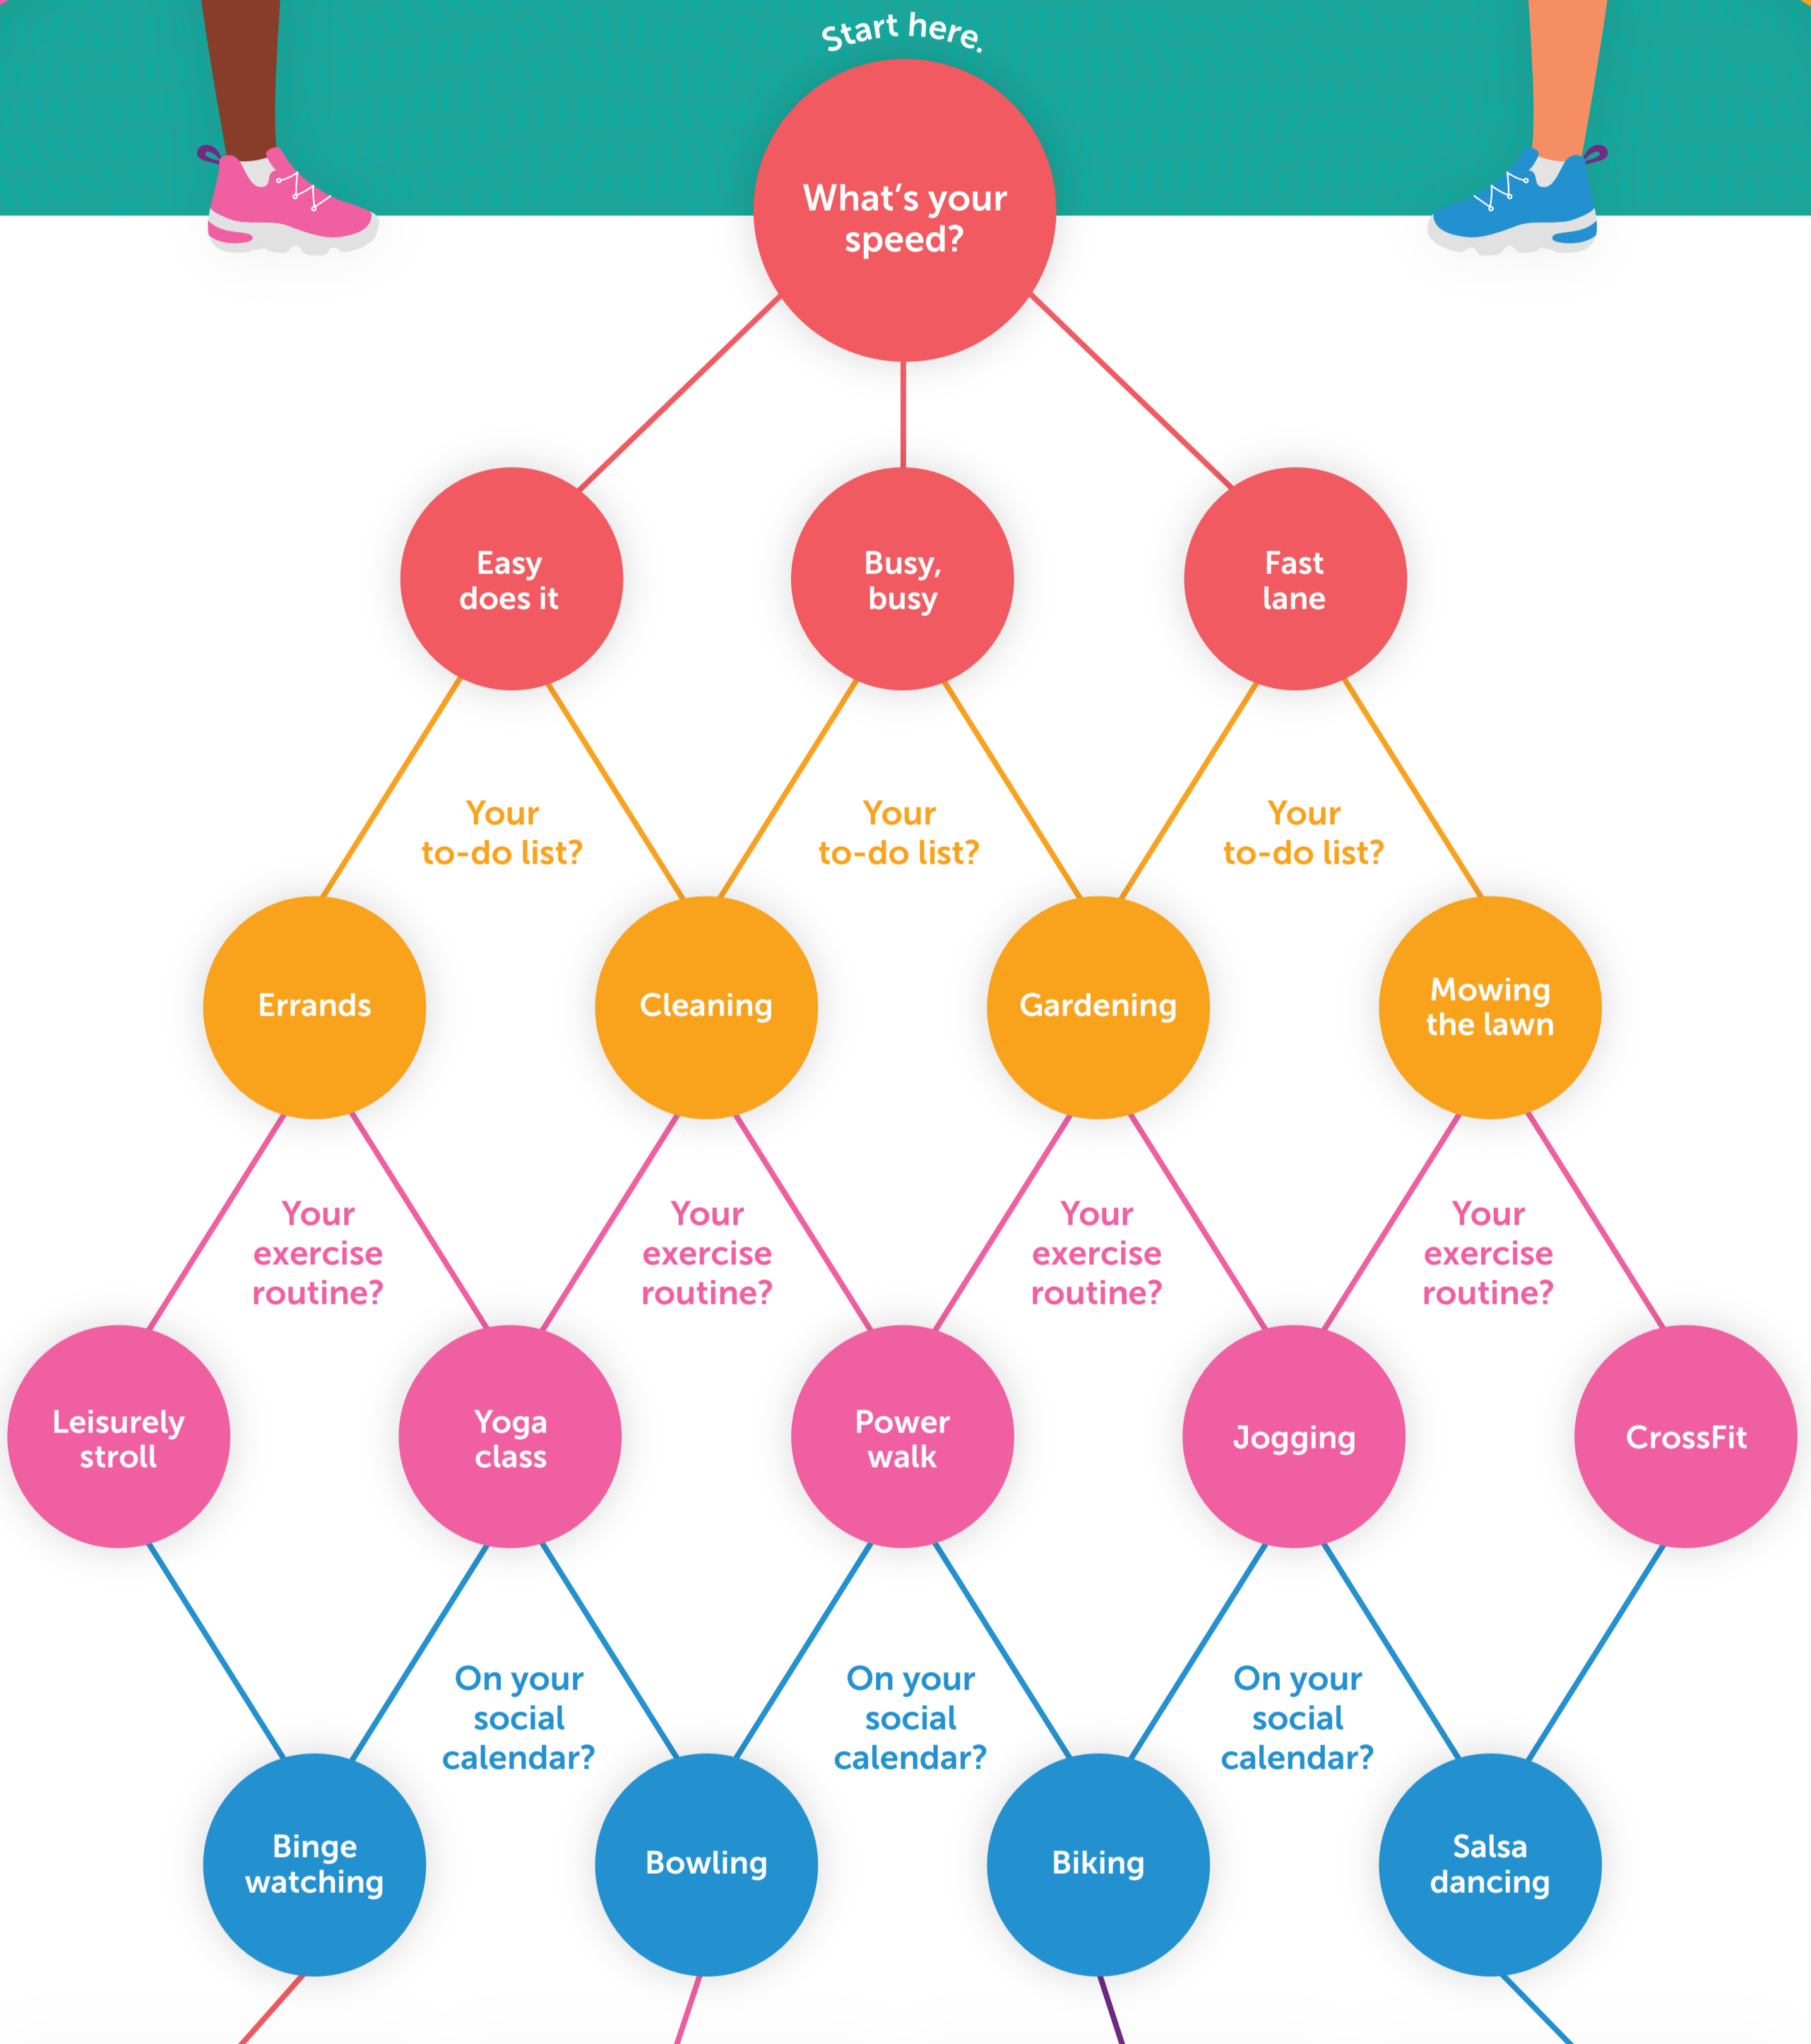 Start here.
What's your
speed?
Easy
does it
Busy,
busy
Fast
lane
Your
to-do list?
Your
to-do list?
Your
to-do list?
Errands
Cleaning
Gardening
Mowing
the lawn
Your
exercise
routine?
Your
exercise
routine?
Your
exercise
routine?
Your
exercise
routine?
Leisurely
stroll
Yoga
class
Power
walk
Jogging
CrossFit
On your
social
calendar?
On your
social
calendar?
On your
social
calendar?
Binge
watching
Bowling
Biking
Salsa
dancing